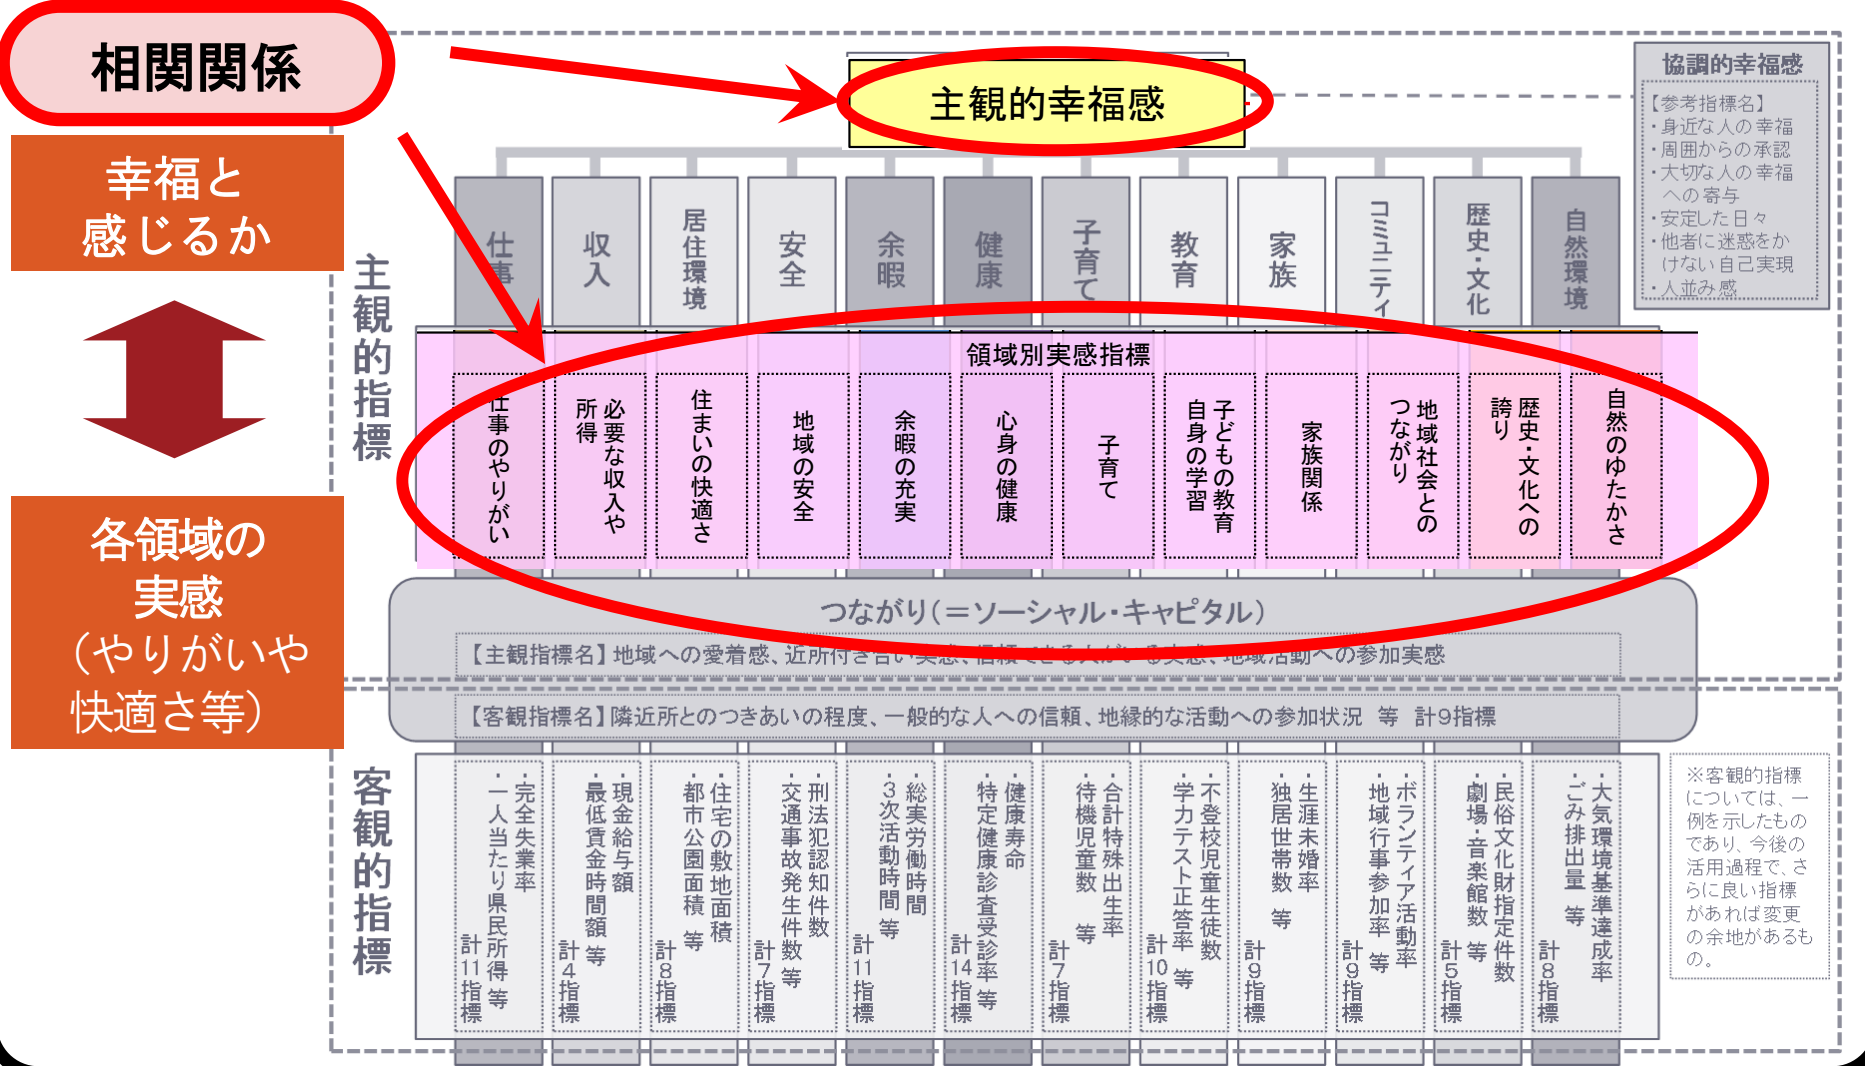 相関関係
幸福と
感じるか
各領域の
実感
（やりがいや
快適さ等）
主観的幸福感
協調的幸福感
【参考指標名】
・身近な人の幸福
・周囲からの承認
・大切な人の幸福
への寄与
・安定した日々
・他者に迷惑をか
けない自己実現
・人並み感
主観的指標
仕事
収入
居住環境
安全
余暇
健康
子育て
教育
家族
コミュニティ
歴史・文化
自然環境
領域別実感指標
仕事のやりがい
必要な収入や
所得
住まいの快適さ
地域の安全
余暇の充実
心身の健康
子育て
子どもの教育
自身の学習
家族関係
地域社会との
つながり
歴史・文化への
誇り
自然のゆたかさ
つながり（＝ソーシャル・キャピタル）
【主観指標名】地域への愛着感、近所付き合い実感、信頼できる人がいる実感、地域活動への参加実感
【客観指標名】隣近所とのつきあいの程度、一般的な人への信頼、地縁的な活動への参加状況　等　計9指標
客観的指標
・完全失業率
・一人当たり県民所得 等
計11指標
・現金給与額
・最低賃金時間額 等
計4指標
・住宅の敷地面積
・都市公園面積 等
計8指標
・刑法犯認知件数
・交通事故発生件数 等
計7指標
・総実労働時間
・3次活動時間 等
計11指標
・健康寿命
・特定健康診査受診率 等
計14指標
・合計特殊出生率
・待機児童数 等
計7指標
・不登校児童生徒数
・学力テスト正答率 等
計10指標
・生涯未婚率
・独居世帯数 等
計9指標
・ボランティア活動率
・地域行事参加率 等
計9指標
・民俗文化財指定件数
・劇場・音楽館数 等
計5指標
・大気環境基準達成率
・ごみ排出量 等
計8指標
※客観的指標
については、一
例を示したもの
であり、今後の
活用過程で、さ
らに良い指標
があれば変更
の余地があるも
の。